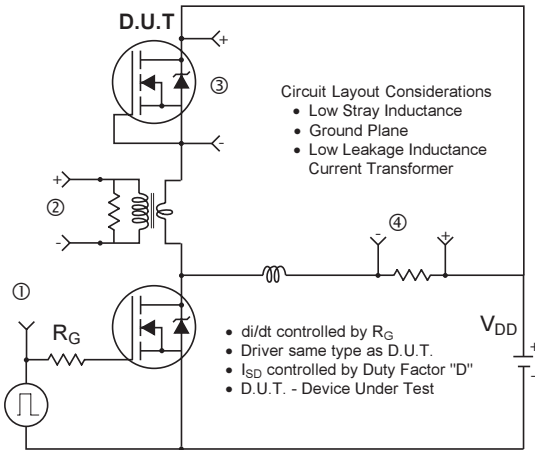 D.U.T
+
③
-
Circuit Layout Considerations
• Low Stray Inductance
• Ground Plane
• Low Leakage Inductance
Current Transformer
+
②
-
-
④
+
①
R_G
• di/dt controlled by R_G
• Driver same type as D.U.T.
• I_SD controlled by Duty Factor "D"
• D.U.T. - Device Under Test
V_DD
+
-